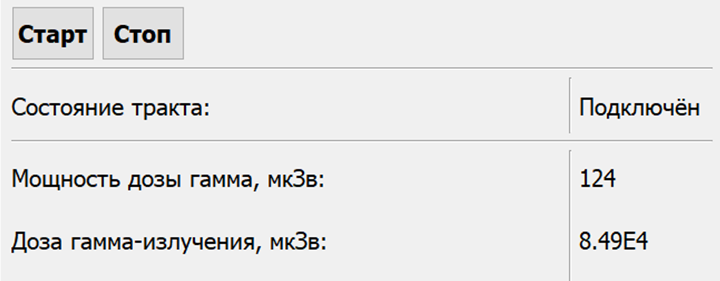 Старт Стоп
Состояние тракта: Подключён
Мощность дозы гамма, мкЗв: 124
Доза гамма-излучения, мкЗв: 8.49E4